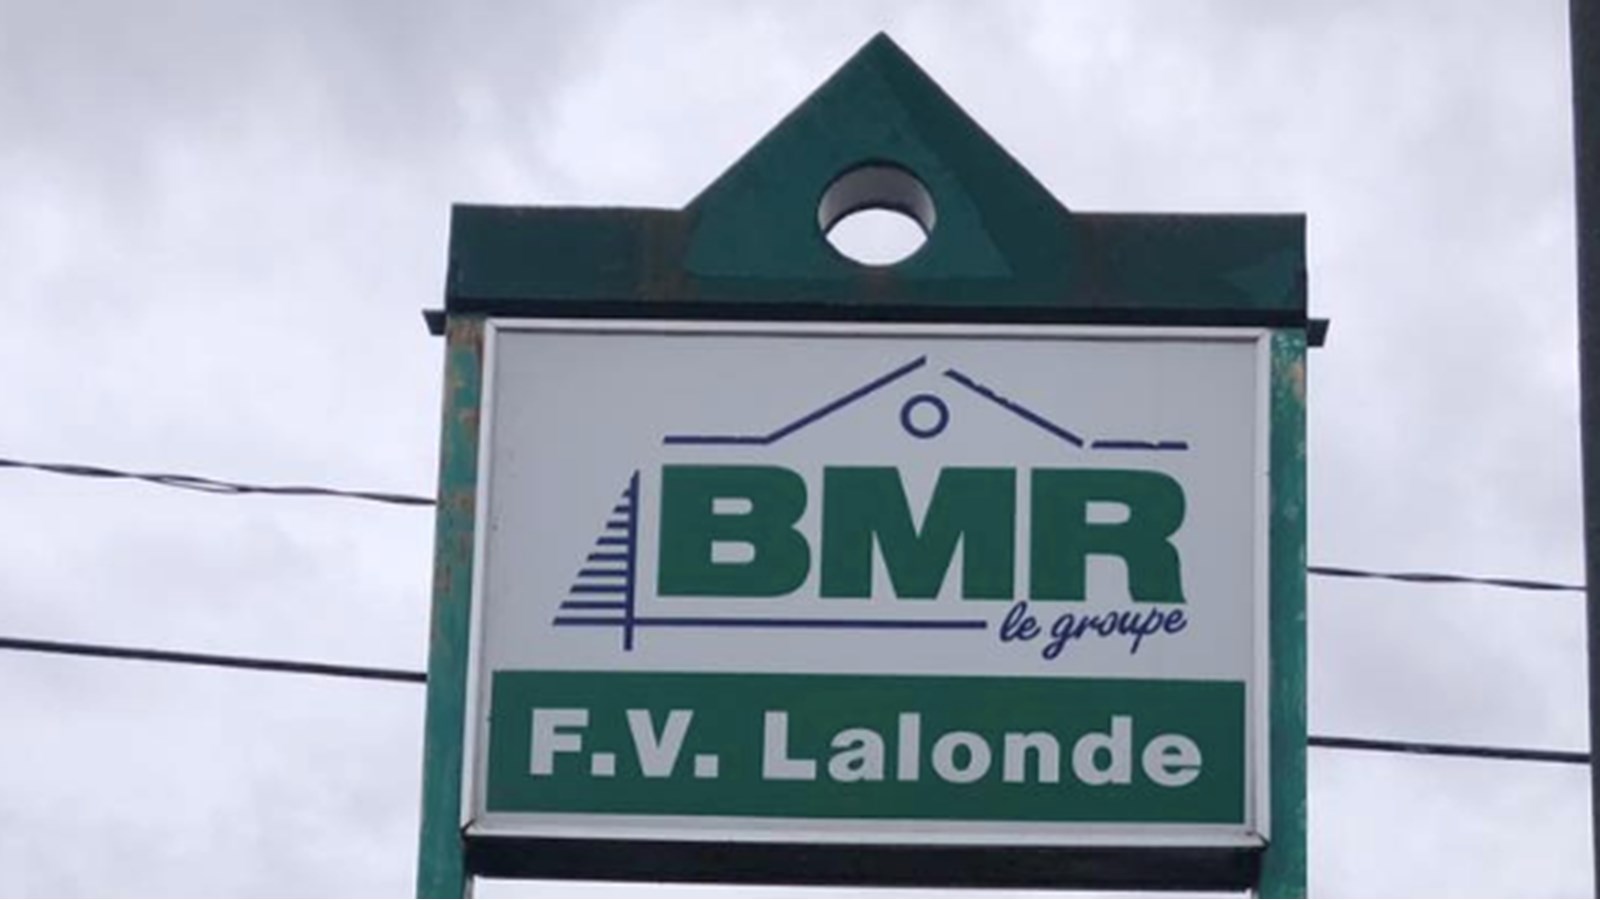 BMR
le groupe
F.V. Lalonde